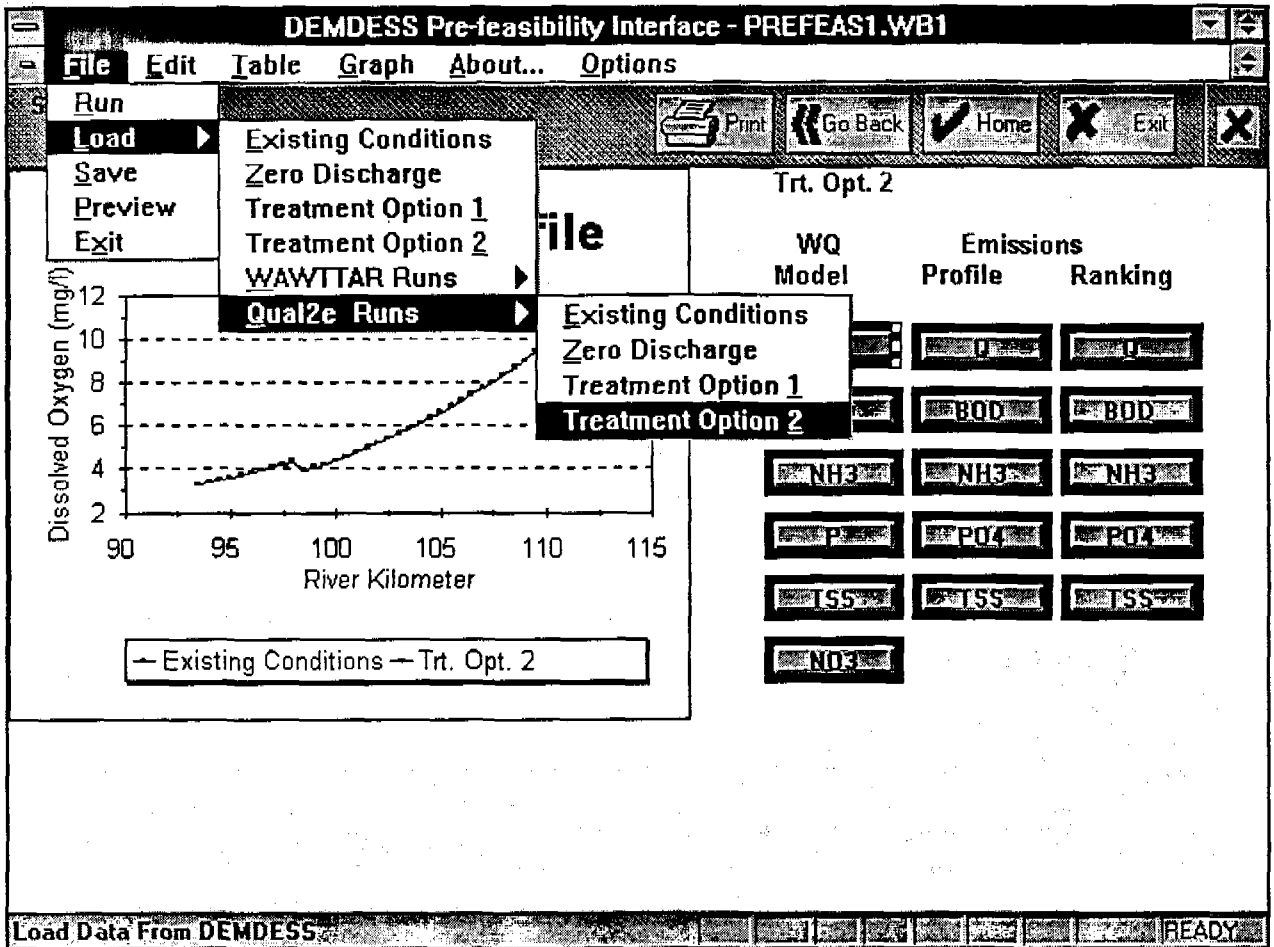 DEMDESS Pre-feasibility Interface - PREFEAS1.WB1
File Edit Table Graph About... Options
Run
Load
Save
Preview
Exit
Existing Conditions
Zero Discharge
Treatment Option 1
Treatment Option 2
WAWTTAR Runs
Qual2e Runs
Existing Conditions
Zero Discharge
Treatment Option 1
Treatment Option 2
Print Go Back Home Exit
Trt. Opt. 2
file
WQ Model
Emissions
Profile Ranking
Q Q
BOD BOD
NH3 NH3 NH3
P PO4 PO4
TSS TSS TSS
NO3
Dissolved Oxygen (mg/l)
12
10
8
6
4
2
90 95 100 105 110 115
River Kilometer
Existing Conditions Trt. Opt. 2
Load Data From DEMDESS
READY